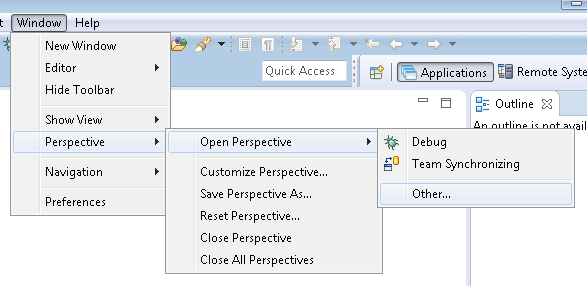 t Window Help
New Window
Editor
Hide Toolbar
Quick Access
Applications
Remote Syste
Show View
Outline
An outline is not avai
Perspective
Open Perspective
Debug
Team Synchronizing
Navigation
Customize Perspective...
Preferences
Save Perspective As...
Other...
Reset Perspective...
Close Perspective
Close All Perspectives